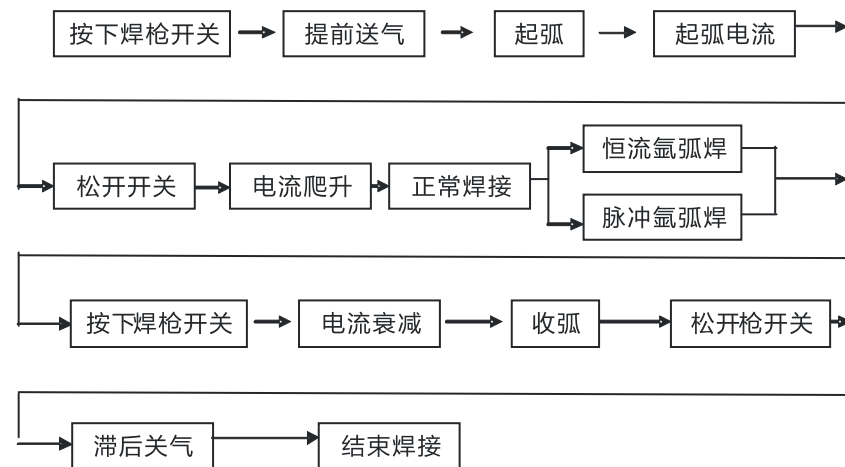 按下焊枪开关 提前送气 起弧 起弧电流
恒流氩弧焊
松开开关 电流爬升 正常焊接
脉冲氩弧焊
按下焊枪开关 电流衰减 收弧 松开枪开关
滞后关气 结束焊接